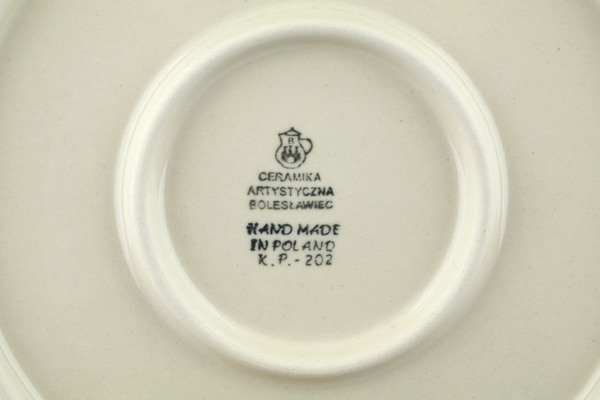 CERAMIKA
ARTYSTYCZNA
BOLESŁAWIEC
HAND MADE
IN POLAND
K.P.-202